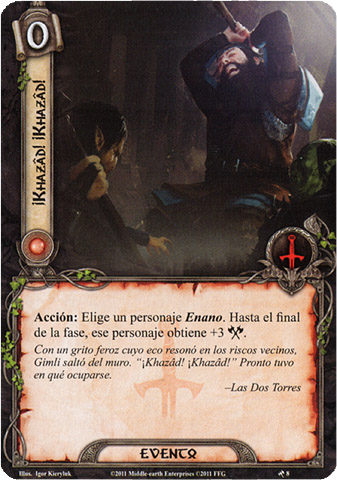 0
¡Khazâd! ¡Khazâd!
Acción: Elige un personaje Enano. Hasta el final
de la fase, ese personaje obtiene +3 .
Con un grito feroz cuyo eco resonó en los riscos vecinos,
Gimli saltó del muro. “¡Khazâd! ¡Khazâd!” Pronto tuvo
en qué ocuparse.
–Las Dos Torres
EVENTO
Illus. Igor Kieryluk
©2011 Middle-earth Enterprises ©2011 FFG
8